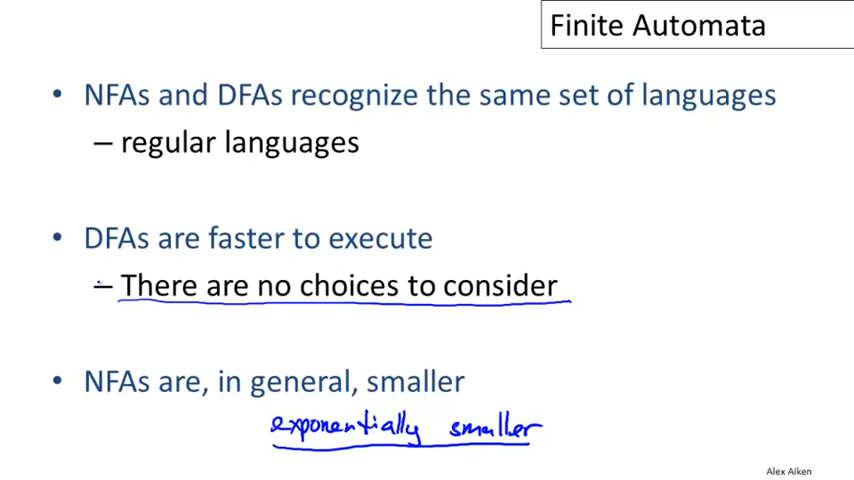 Finite Automata
• NFAs and DFAs recognize the same set of languages
– regular languages
• DFAs are faster to execute
– There are no choices to consider
• NFAs are, in general, smaller
exponentially smaller
Alex Aiken